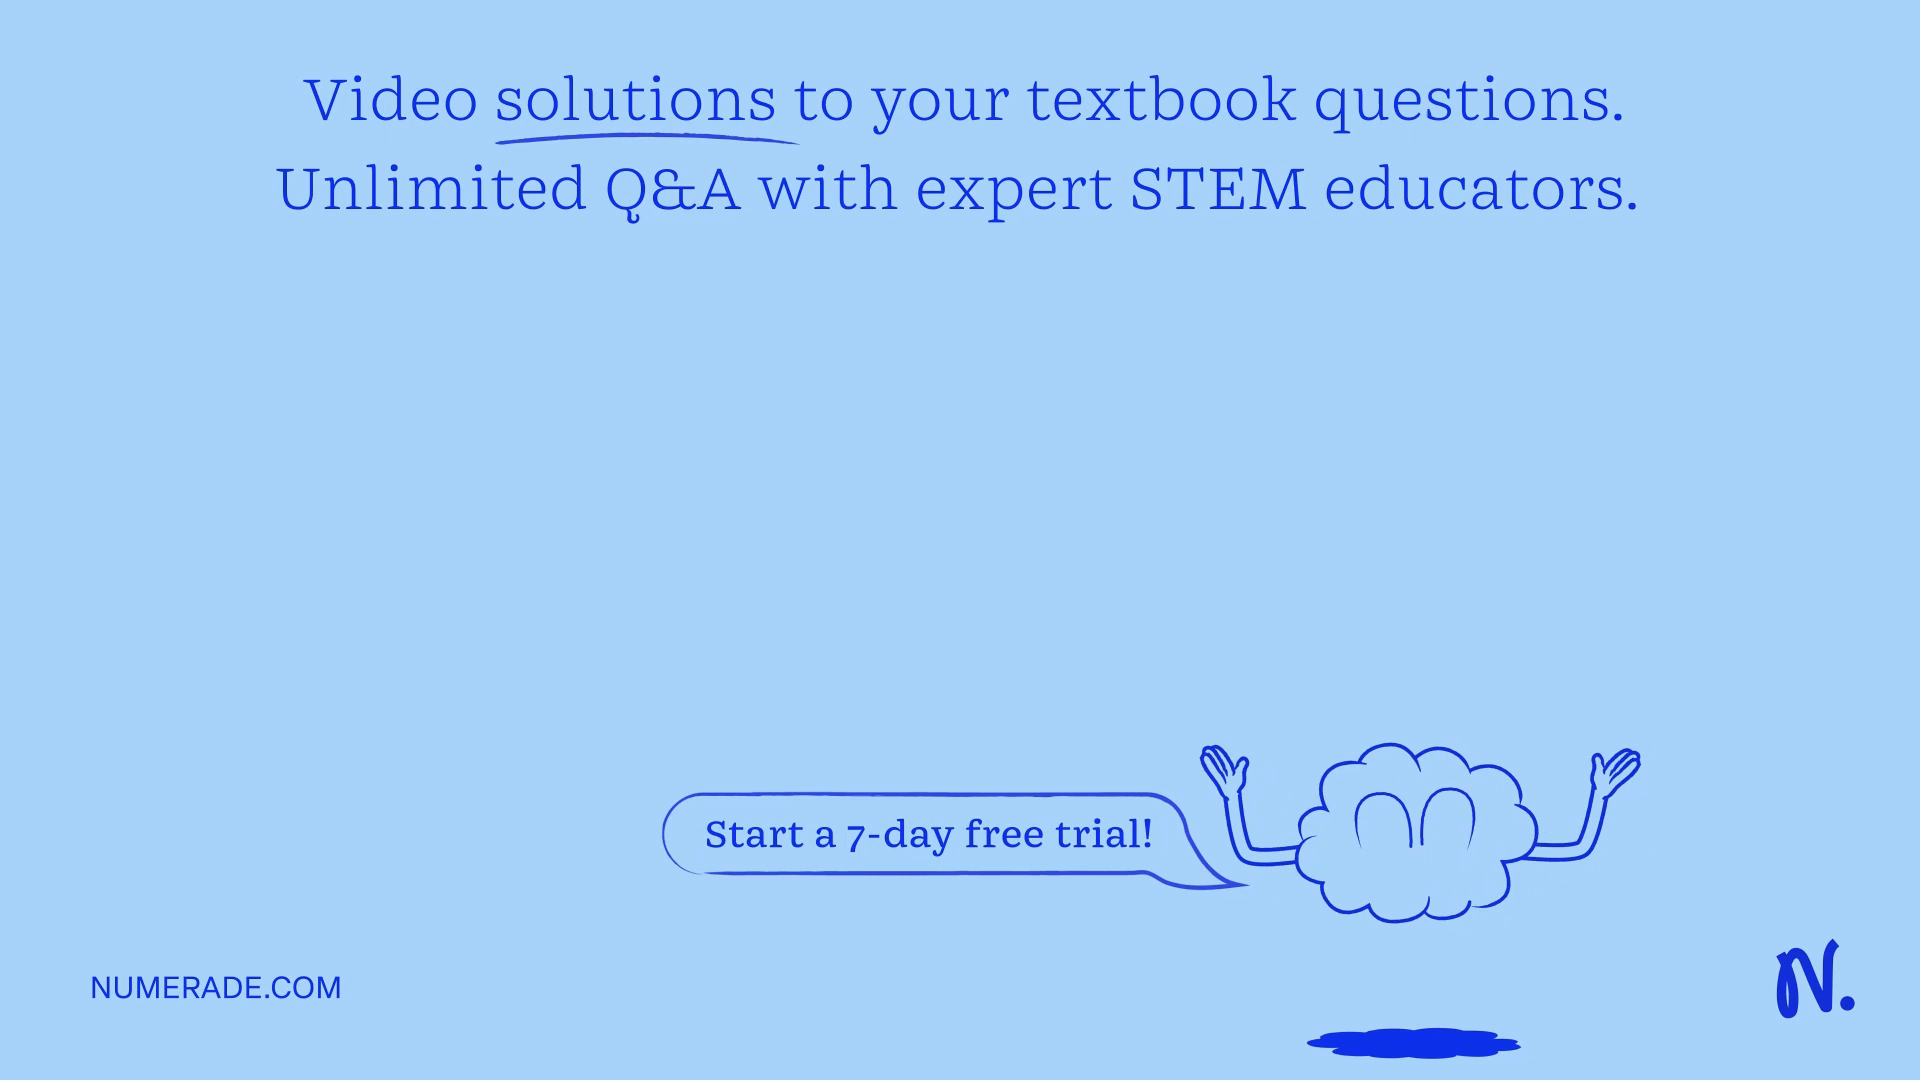 Video solutions to your textbook questions.
Unlimited Q&A with expert STEM educators.
Start a 7-day free trial!
NUMERADE.COM
N.